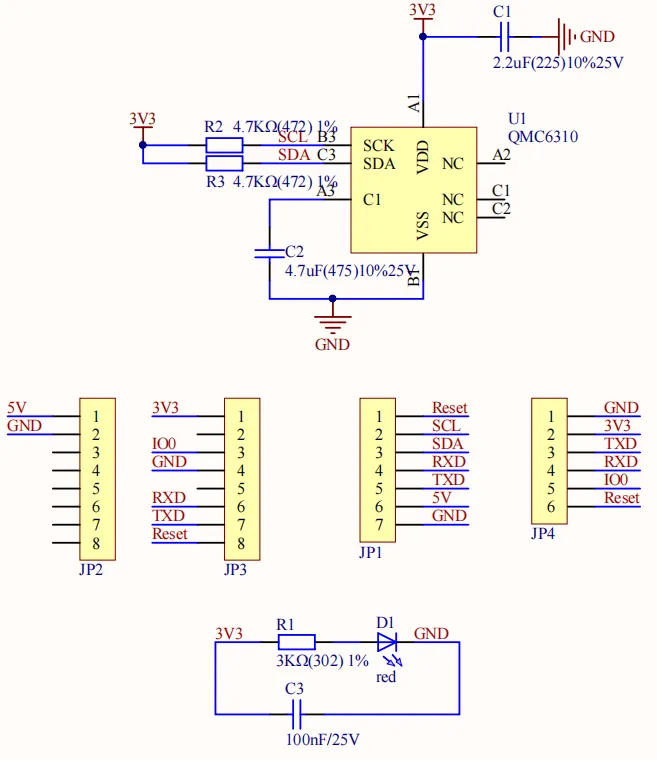 3V3
C1
GND
2.2uF(225)10%25V
A1
U1
QMC6310
3V3
R2 4.7KΩ(472) 1%
SCL B3
SCK
SDA C3
SDA
VDD
NC
A2
R3 4.7KΩ(472) 1%
A3
C1
NC
C1
NC
C2
VSS
C2
4.7uF(475)10%25V
B1
GND
5V
GND
1
2
3
4
5
6
7
8
JP2
3V3
IO0
GND
RXD
TXD
Reset
1
2
3
4
5
6
7
8
JP3
1
2
3
4
5
6
7
Reset
SCL
SDA
RXD
TXD
5V
GND
JP1
1
2
3
4
5
6
GND
3V3
TXD
RXD
IO0
Reset
JP4
3V3
R1
3KΩ(302) 1%
D1
red
GND
C3
100nF/25V